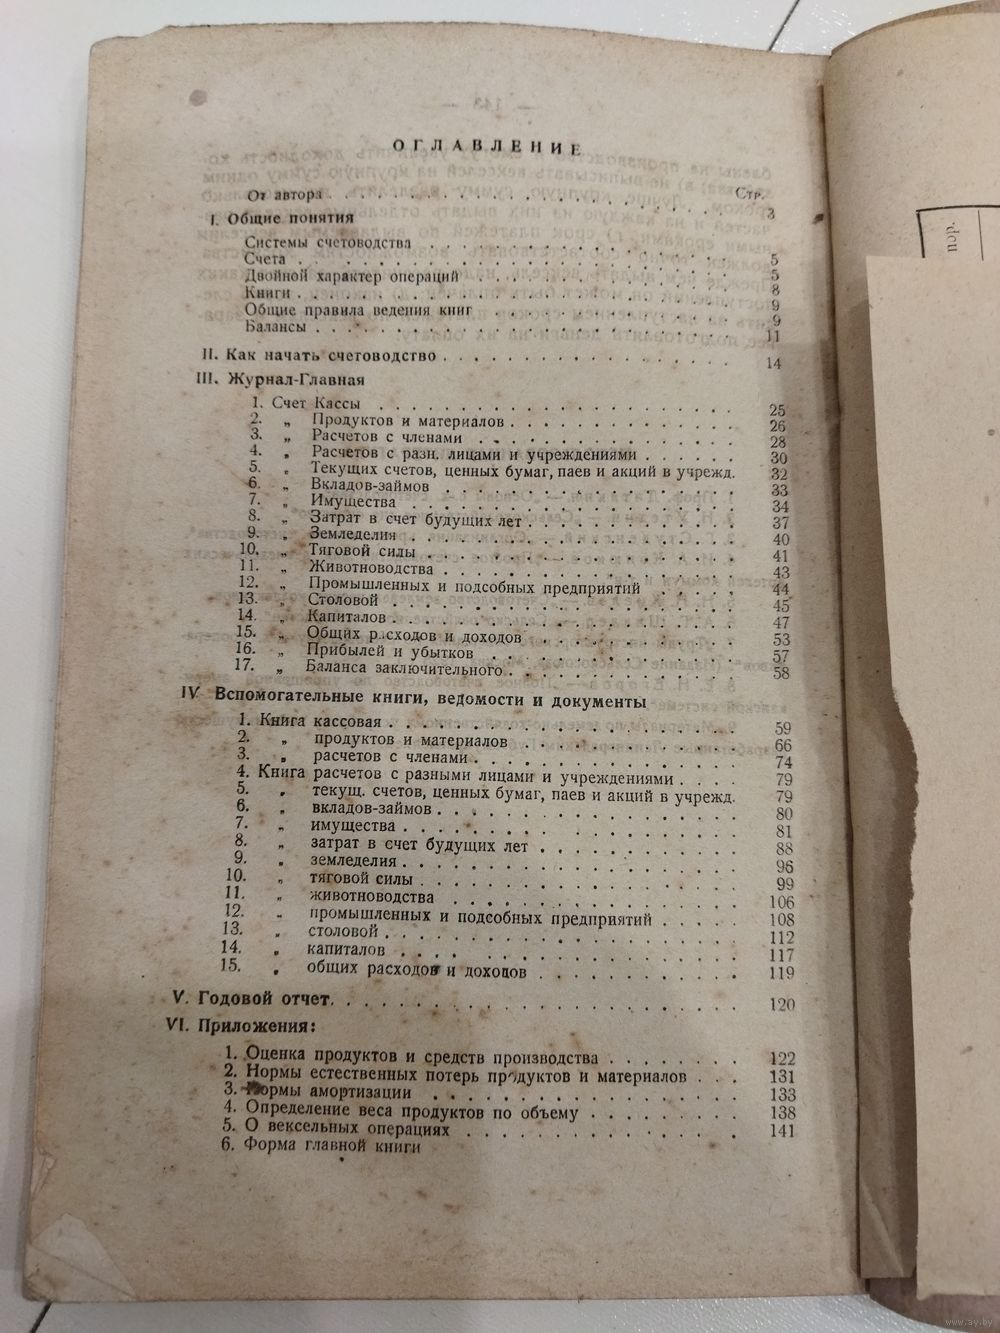 ОГЛАВЛЕНИЕ
Стр.
От автора . . . 3
I. Общие понятия
Системы счетоводства . . . 5
Счета . . . 5
Двойной характер операций . . . 8
Книги . . . 9
Общие правила ведения книг . . . 9
Балансы . . . 11
II. Как начать счетоводство . . . 14
III. Журнал-Главная
1. Счет Кассы . . . 25
2. „ Продуктов и материалов . . . 26
3. „ Расчетов с членами . . . 28
4. „ Расчетов с разн. лицами и учреждениями . . . 30
5. „ Текущих счетов, ценных бумаг, паев и акций в учрежд. 32
6. „ Вкладов-займов . . . 33
7. „ Имущества . . . 34
8. „ Затрат в счет будущих лет . . . 37
9. „ Земледелия . . . 40
10. „ Тяговой силы . . . 41
11. „ Животноводства . . . 43
12. „ Промышленных и подсобных предприятий . . . 44
13. „ Столовой . . . 45
14. „ Капиталов . . . 47
15. „ Общих расходов и доходов . . . 53
16. „ Прибылей и убытков . . . 57
17. „ Баланса заключительного . . . 58
IV Вспомогательные книги, ведомости и документы
1. Книга кассовая . . . 59
2. „ продуктов и материалов . . . 66
3. „ расчетов с членами . . . 74
4. Книга расчетов с разными лицами и учреждениями . . . 79
5. „ текущ. счетов, ценных бумаг, паев и акций в учрежд. 79
6. „ вкладов-займов . . . 80
7. „ имущества . . . 81
8. „ затрат в счет будущих лет . . . 88
9. „ земледелия . . . 96
10. „ тяговой силы . . . 99
11. „ животноводства . . . 106
12. „ промышленных и подсобных предприятий . . . 108
13. „ столовой . . . 112
14. „ капиталов . . . 117
15. „ общих расходов и доходов . . . 119
V. Годовой отчет . . . 120
VI. Приложения:
1. Оценка продуктов и средств производства . . . 122
2. Нормы естественных потерь продуктов и материалов . . . 131
3. Нормы амортизации . . . 133
4. Определение веса продуктов по объему . . . 138
5. О вексельных операциях . . . 141
6. Форма главной книги
www.ay.by